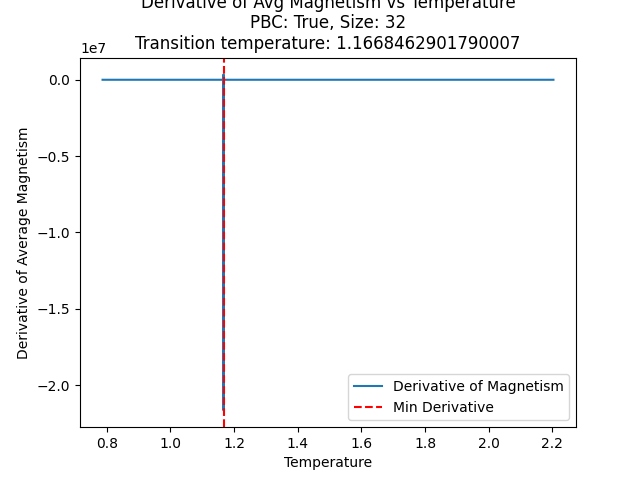 Derivative of Avg Magnetism vs Temperature
PBC: True, Size: 32
Transition temperature: 1.1668462901790007
1e7
0.0
−0.5
−1.0
−1.5
−2.0
Derivative of Average Magnetism
Derivative of Magnetism
Min Derivative
0.8 1.0 1.2 1.4 1.6 1.8 2.0 2.2
Temperature